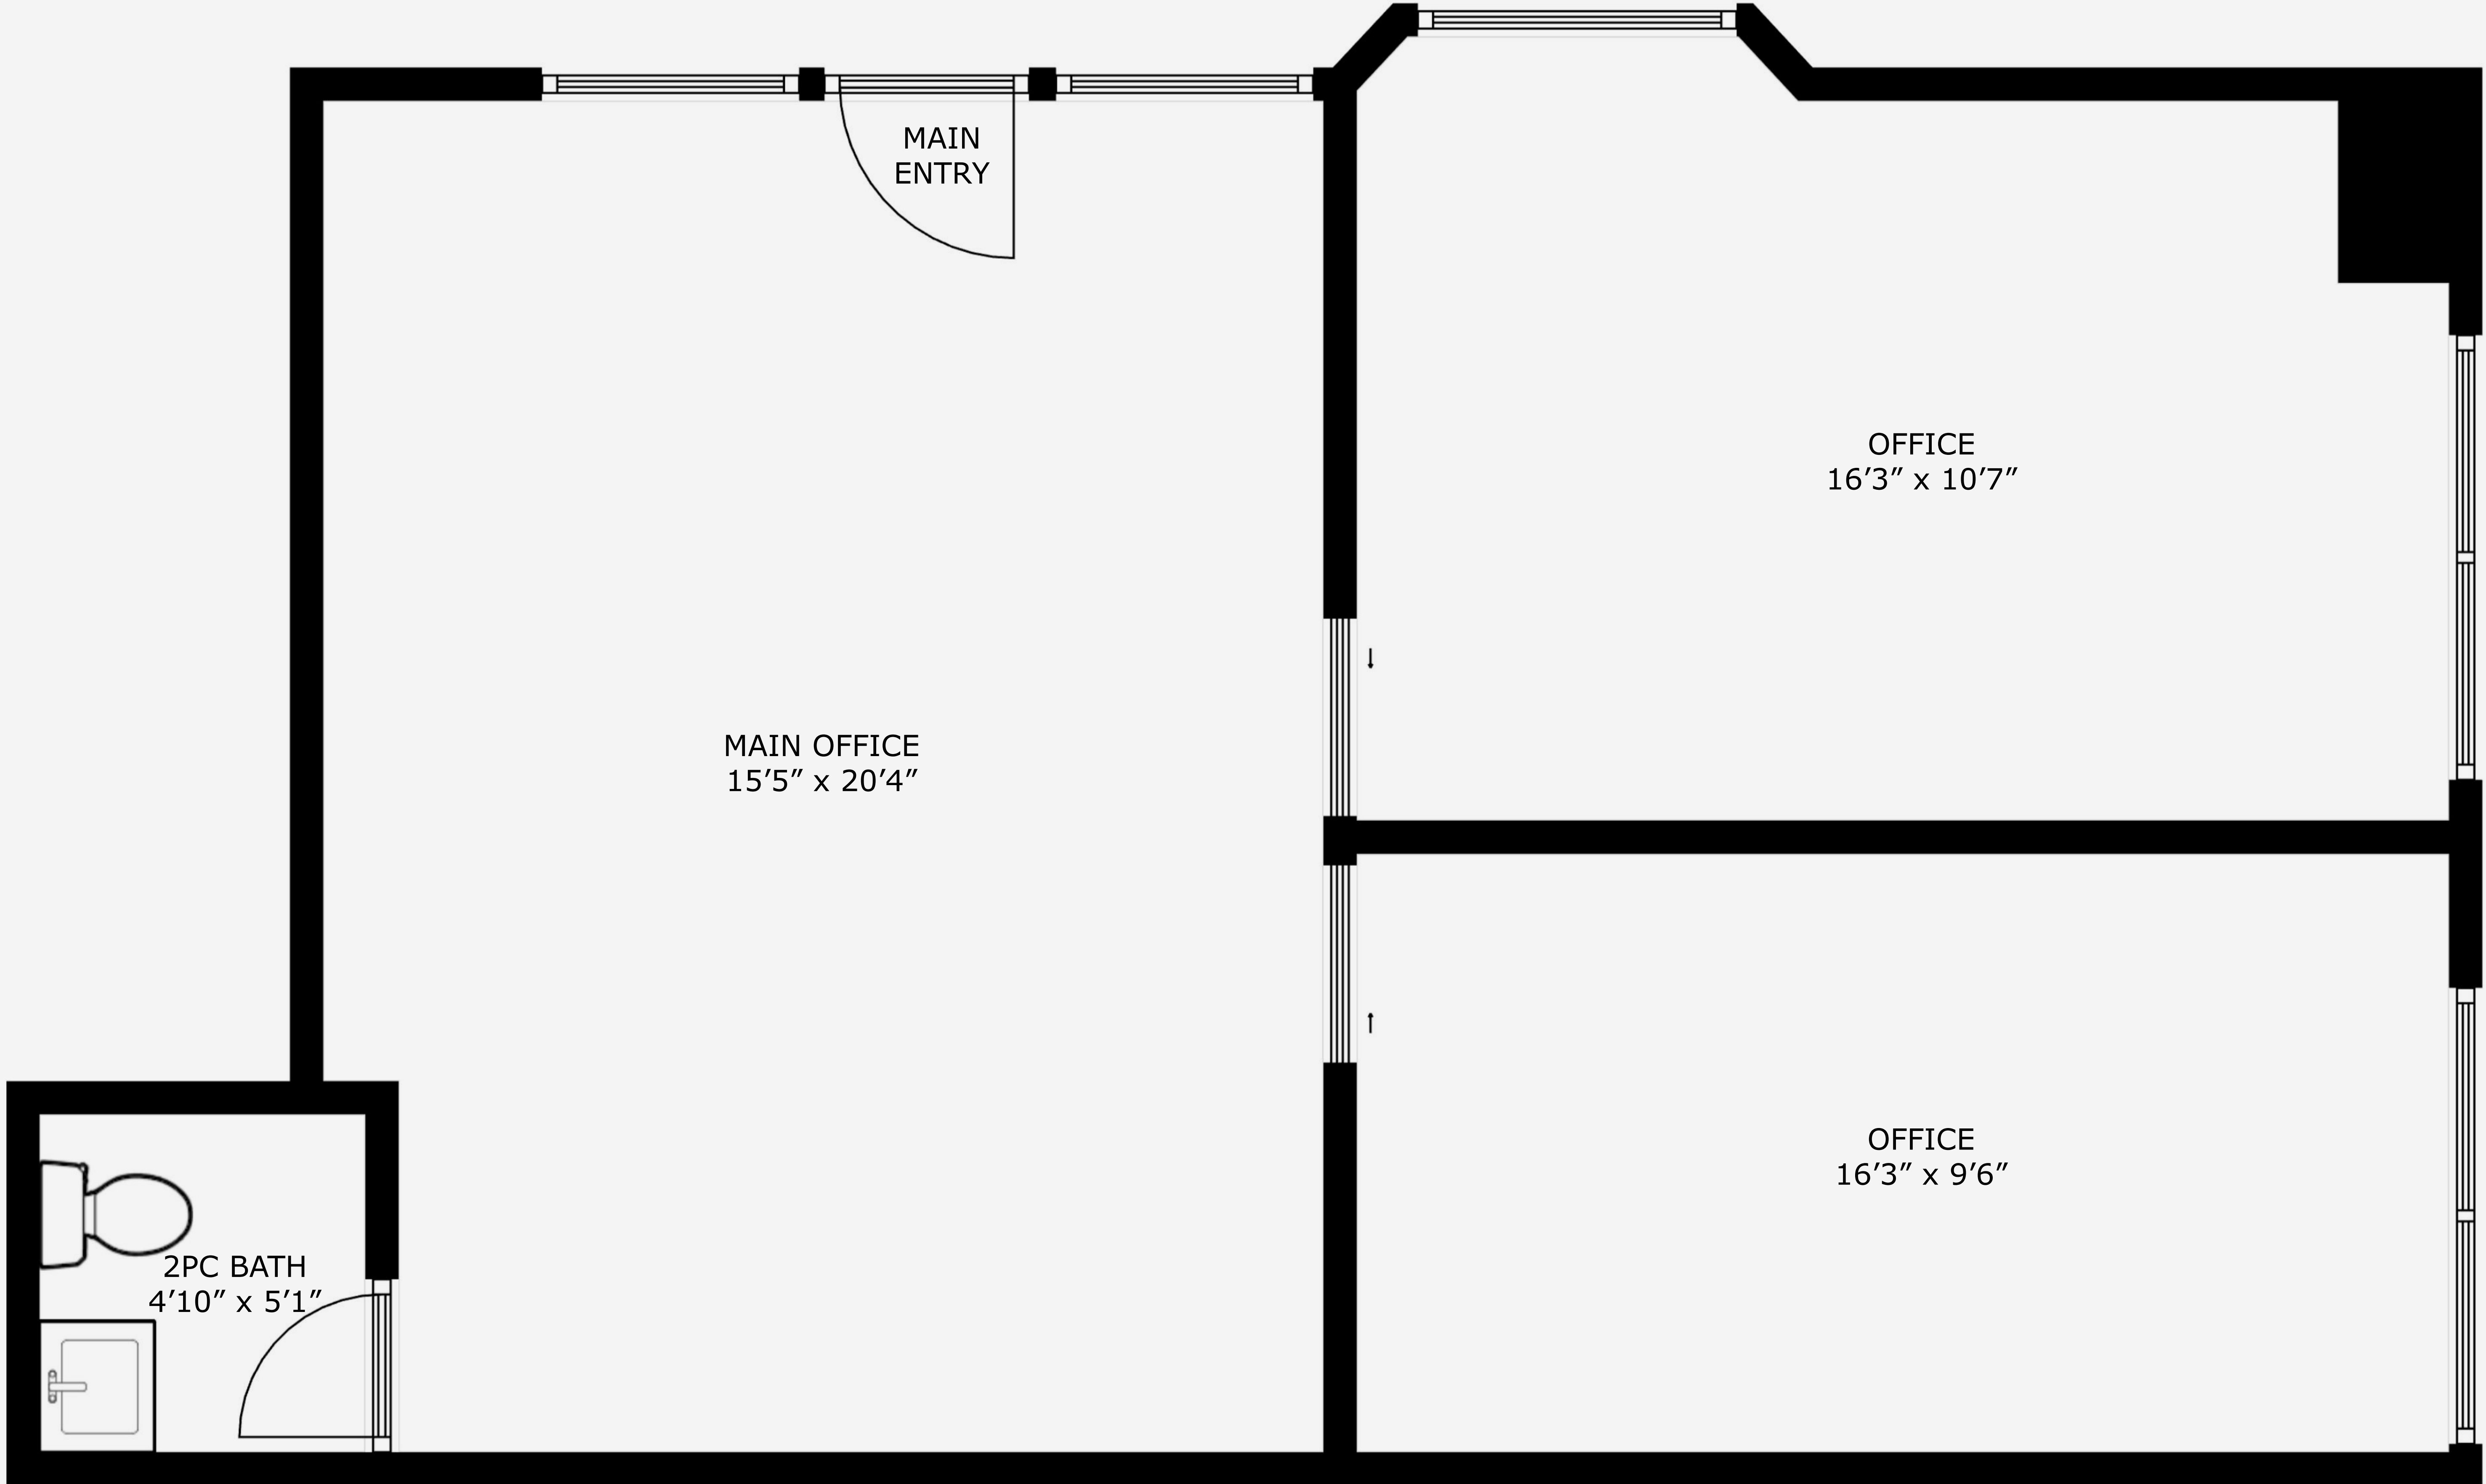 MAIN
ENTRY
OFFICE
16′3″ x 10′7″
MAIN OFFICE
15′5″ x 20′4″
OFFICE
16′3″ x 9′6″
2PC BATH
4′10″ x 5′1″